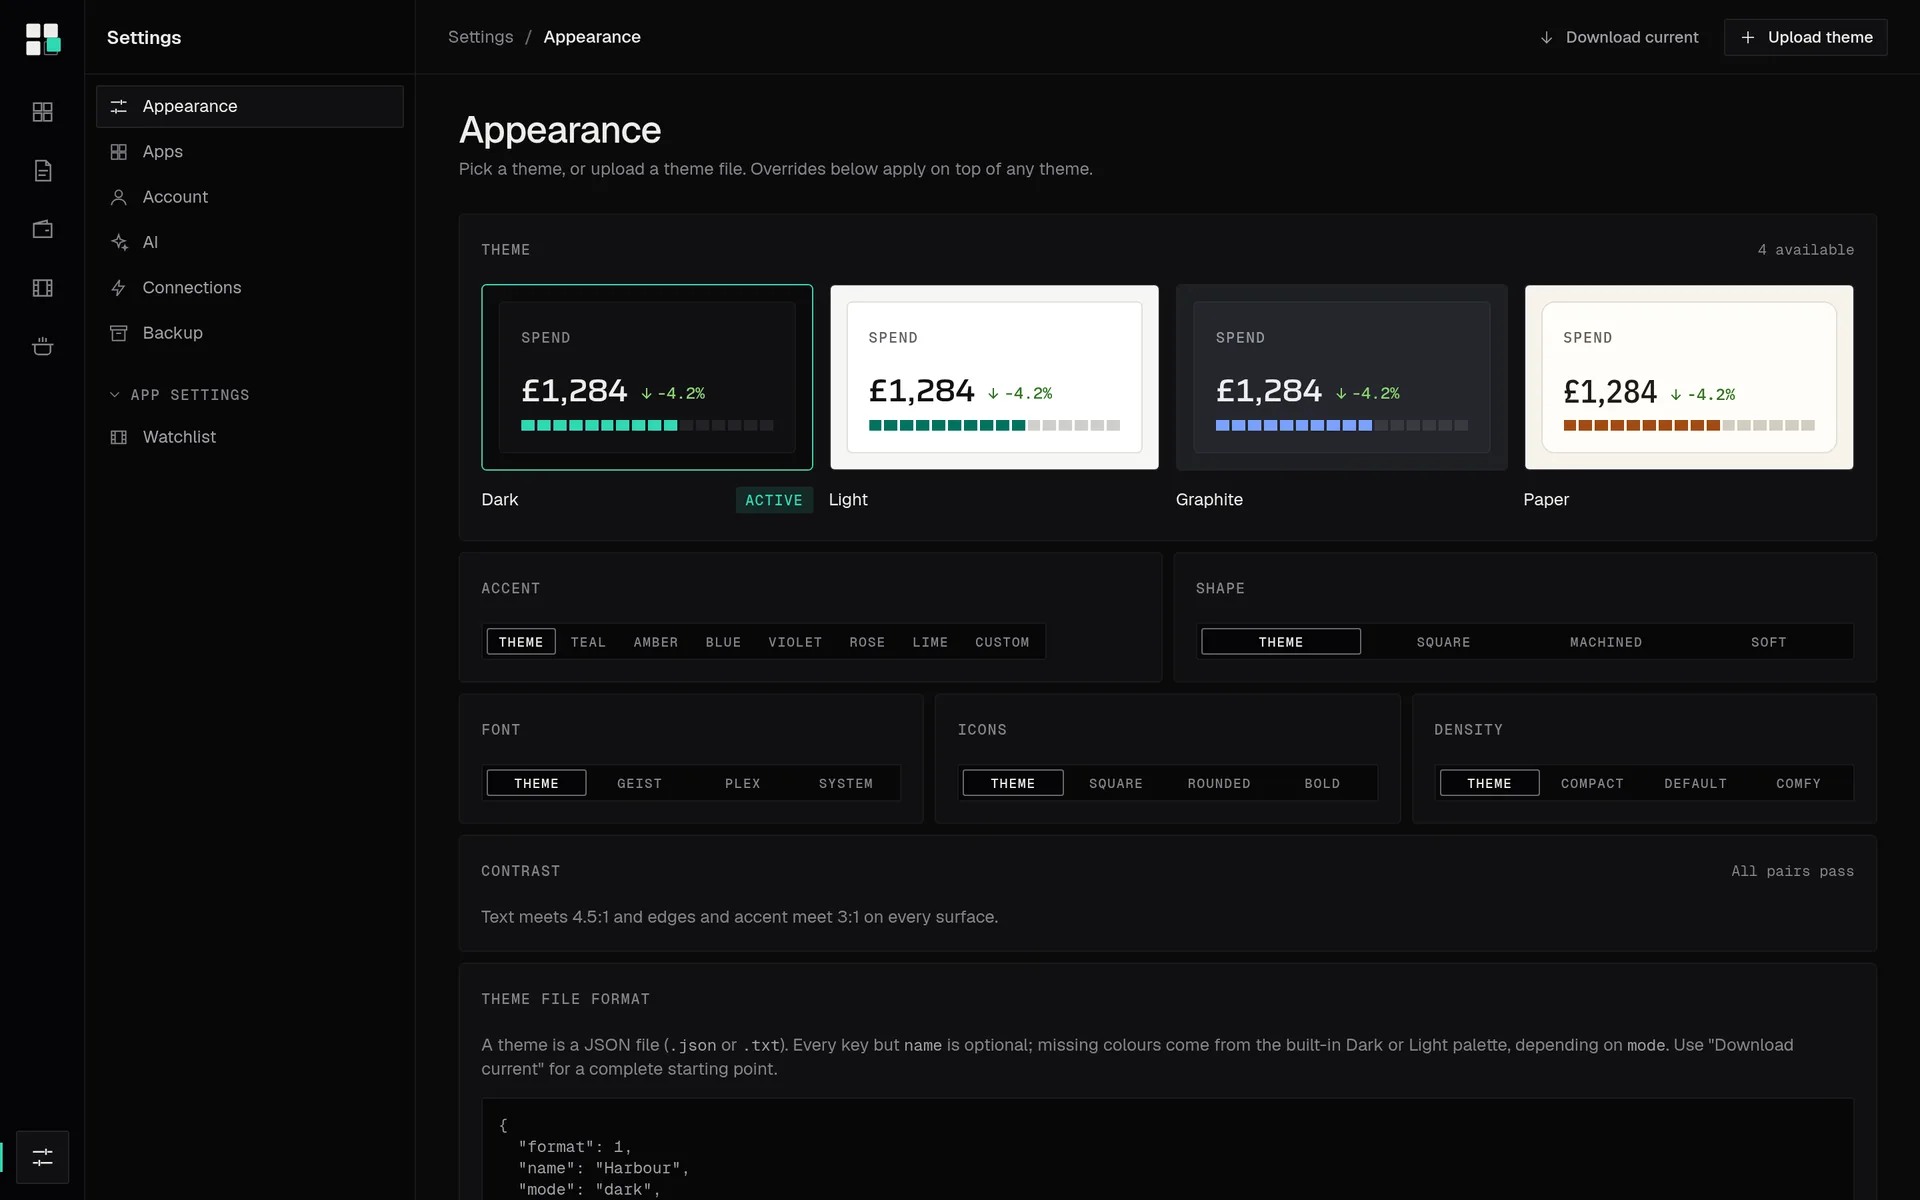 Settings
Settings / Appearance
Download current
Upload theme
Appearance
Apps
Account
AI
Connections
Backup
APP SETTINGS
Watchlist
Appearance
Pick a theme, or upload a theme file. Overrides below apply on top of any theme.
THEME
4 available
SPEND
£1,284 ↓ -4.2%
SPEND
£1,284 ↓ -4.2%
SPEND
£1,284 ↓ -4.2%
SPEND
£1,284 ↓ -4.2%
Dark
ACTIVE
Light
Graphite
Paper
ACCENT
THEME TEAL AMBER BLUE VIOLET ROSE LIME CUSTOM
SHAPE
THEME SQUARE MACHINED SOFT
FONT
THEME GEIST PLEX SYSTEM
ICONS
THEME SQUARE ROUNDED BOLD
DENSITY
THEME COMPACT DEFAULT COMFY
CONTRAST
All pairs pass
Text meets 4.5:1 and edges and accent meet 3:1 on every surface.
THEME FILE FORMAT
A theme is a JSON file (.json or .txt). Every key but name is optional; missing colours come from the built-in Dark or Light palette, depending on mode. Use "Download
current" for a complete starting point.
{
"format": 1,
"name": "Harbour",
"mode": "dark",